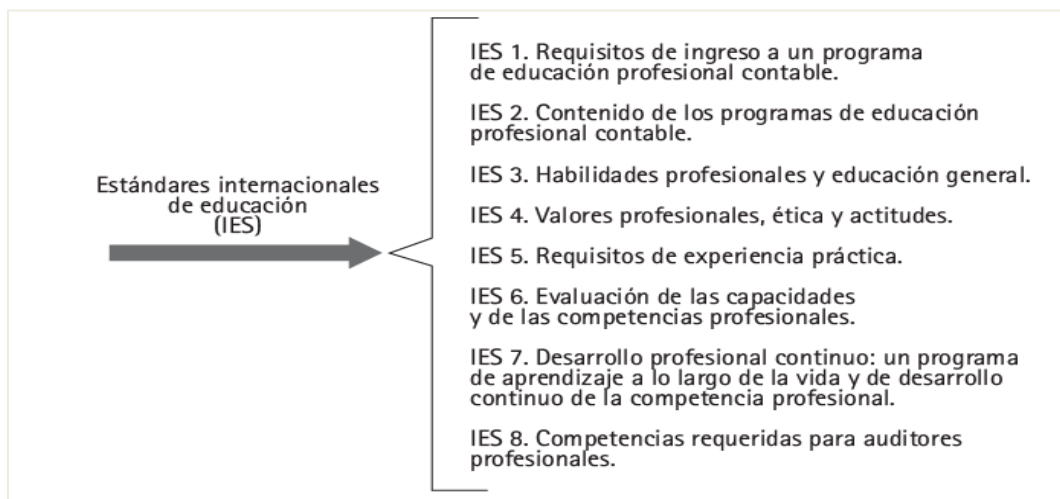 Estándares internacionales
de educación
(IES)
IES 1. Requisitos de ingreso a un programa
de educación profesional contable.
IES 2. Contenido de los programas de educación
profesional contable.
IES 3. Habilidades profesionales y educación general.
IES 4. Valores profesionales, ética y actitudes.
IES 5. Requisitos de experiencia práctica.
IES 6. Evaluación de las capacidades
y de las competencias profesionales.
IES 7. Desarrollo profesional continuo: un programa
de aprendizaje a lo largo de la vida y de desarrollo
continuo de la competencia profesional.
IES 8. Competencias requeridas para auditores
profesionales.